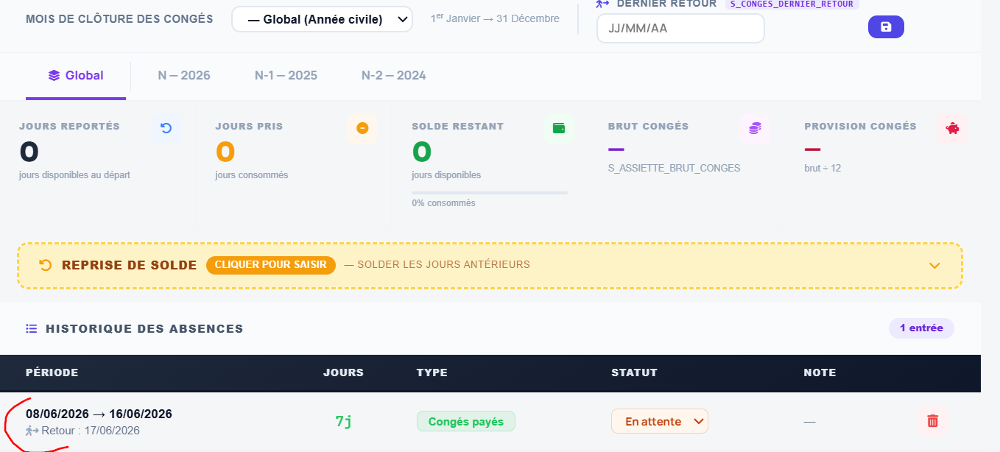 DERNIER RETOUR S_CONGES_DERNIER_RETOUR
MOIS DE CLÔTURE DES CONGÉS — Global (Année civile) 1er Janvier → 31 Décembre JJ/MM/AA
Global N – 2026 N-1 – 2025 N-2 – 2024
JOURS REPORTÉS JOURS PRIS SOLDE RESTANT BRUT CONGÉS PROVISION CONGÉS
0 0 0 — —
jours disponibles au départ jours consommés jours disponibles S_ASSIETTE_BRUT_CONGES brut ÷ 12
0% consommés
REPRISE DE SOLDE CLIQUER POUR SAISIR — SOLDER LES JOURS ANTÉRIEURS
HISTORIQUE DES ABSENCES 1 entrée
PÉRIODE JOURS TYPE STATUT NOTE
08/06/2026 → 16/06/2026 7j Congés payés En attente —
Retour : 17/06/2026